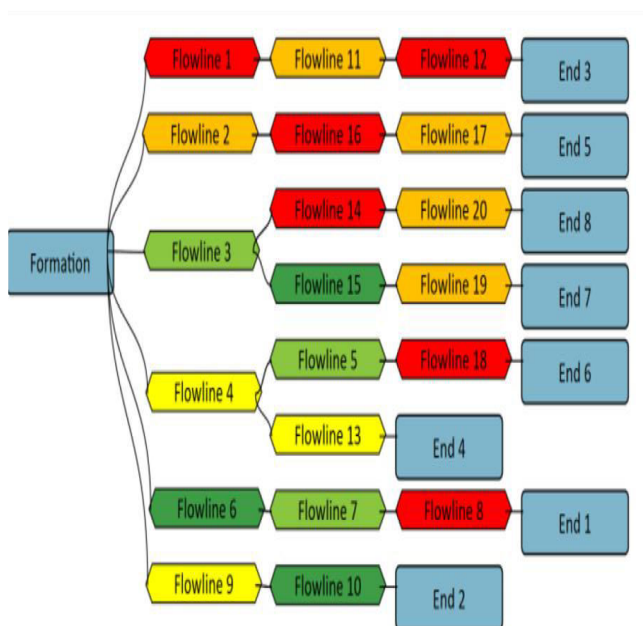 Flowline 1
Flowline 11
Flowline 12
End 3
Flowline 2
Flowline 16
Flowline 17
End 5
Formation
Flowline 3
Flowline 14
Flowline 20
End 8
Flowline 15
Flowline 19
End 7
Flowline 4
Flowline 5
Flowline 18
End 6
Flowline 13
End 4
Flowline 6
Flowline 7
Flowline 8
End 1
Flowline 9
Flowline 10
End 2